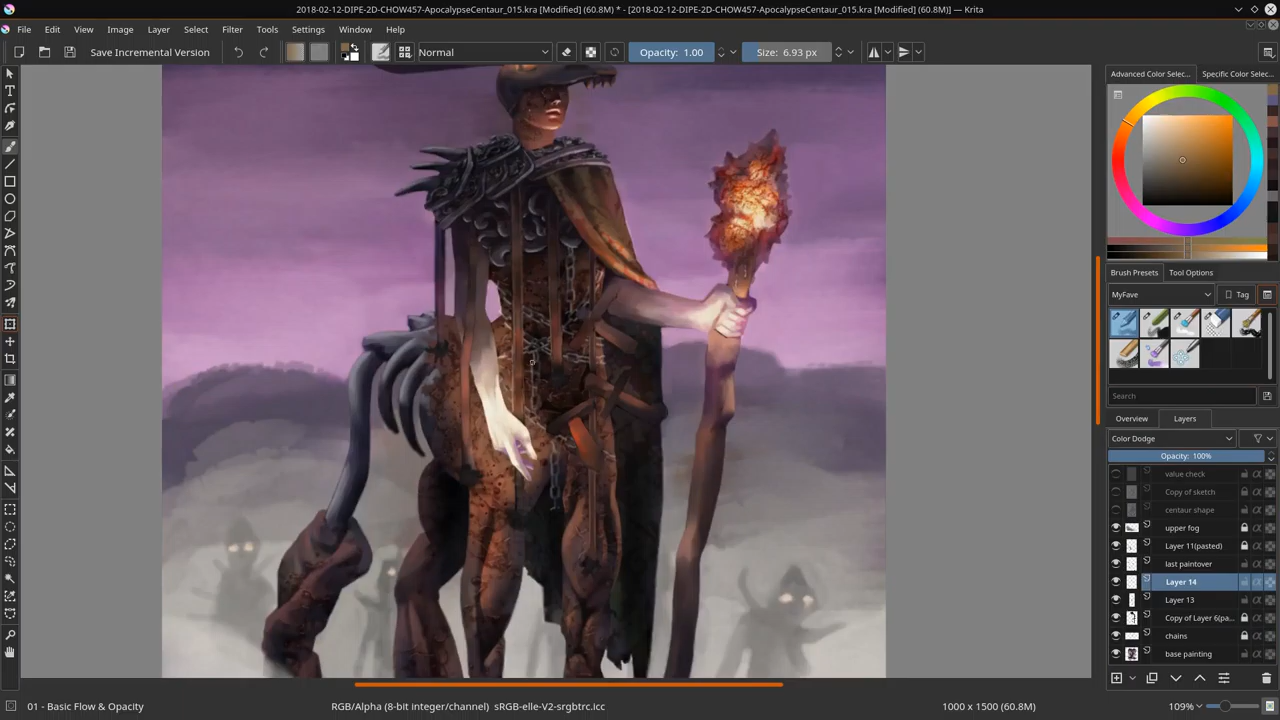 2018-02-12-DIPE-2D-CHOW457-ApocalypseCentaur_015.kra [Modified] (60.8M) * - [2018-02-12-DIPE-2D-CHOW457-ApocalypseCentaur_015.kra [Modified] (60.8M)] — Krita
File Edit View Image Layer Select Filter Tools Settings Window Help
Save Incremental Version Normal Opacity: 1.00 Size: 6.93 px
Advanced Color Selec... Specific Color Selec...
Brush Presets Tool Options
MyFave Tag
Search
Overview Layers
Color Dodge
Opacity: 100%
value check
Copy of sketch
centaur shape
upper fog
Layer 11(pasted)
last paintover
Layer 14
Layer 13
Copy of Layer 6(pa...
chains
base painting
01 - Basic Flow & Opacity RGB/Alpha (8-bit integer/channel) sRGB-elle-V2-srgbtrc.icc 1000 x 1500 (60.8M) 109%